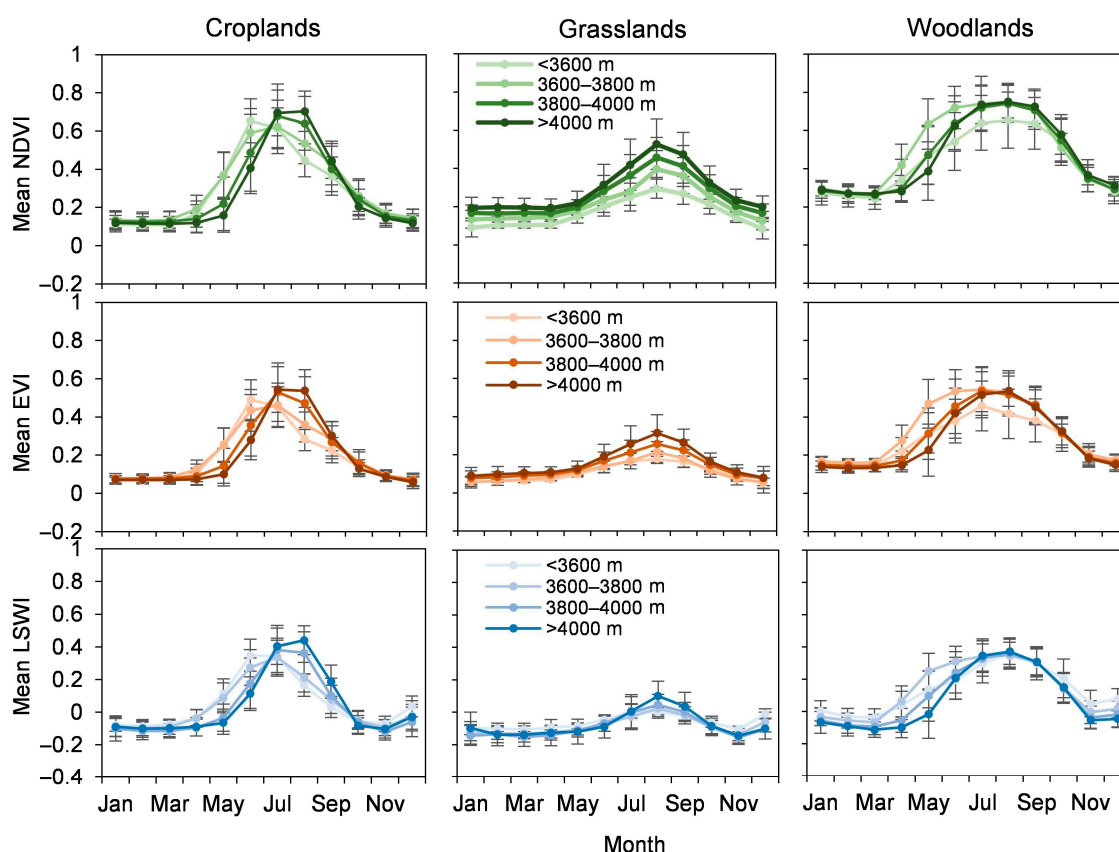 Croplands
Grasslands
Woodlands
Mean NDVI
1
0.8
0.6
0.4
0.2
0
−0.2
<3600 m
3600–3800 m
3800–4000 m
>4000 m
Mean EVI
1
0.8
0.6
0.4
0.2
0
−0.2
<3600 m
3600–3800 m
3800–4000 m
>4000 m
Mean LSWI
1
0.8
0.6
0.4
0.2
0
−0.2
−0.4
<3600 m
3600–3800 m
3800–4000 m
>4000 m
Jan Mar May Jul Sep Nov
Jan Mar May Jul Sep Nov
Jan Mar May Jul Sep Nov
Month